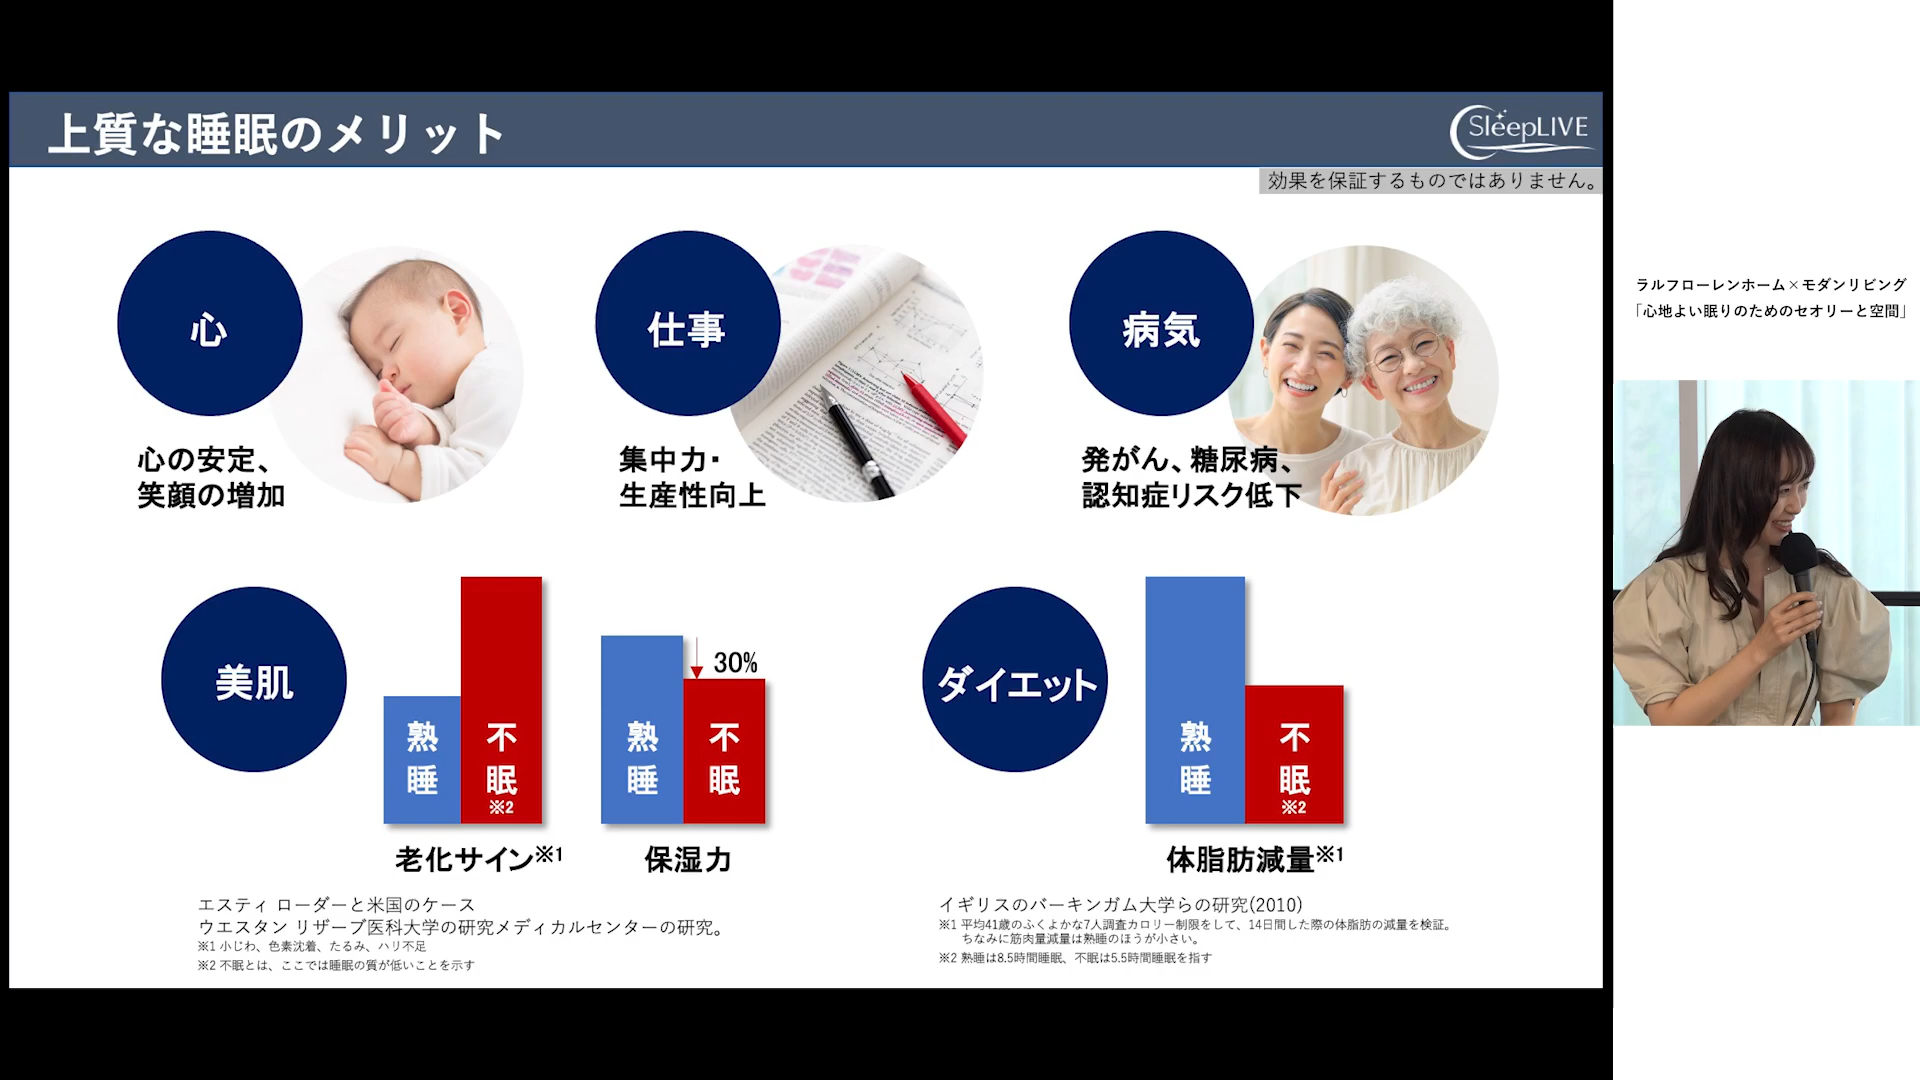 上質な睡眠のメリット
SleepLIVE
効果を保証するものではありません。
心
心の安定、
笑顔の増加
仕事
集中力・
生産性向上
病気
発がん、糖尿病、
認知症リスク低下
美肌
熟睡
不眠
※2
老化サイン※1
30%
熟睡
不眠
保湿力
エスティ ローダーと米国のケース
ウエスタン リザーブ医科大学の研究メディカルセンターの研究。
※1 小じわ、色素沈着、たるみ、ハリ不足
※2 不眠とは、ここでは睡眠の質が低いことを示す
ダイエット
熟睡
不眠
※2
体脂肪減量※1
イギリスのバーキンガム大学らの研究(2010)
※1 平均41歳のふくよかな7人調査カロリー制限をして、14日間した際の体脂肪の減量を検証。
ちなみに筋肉量減量は熟睡のほうが小さい。
※2 熟睡は8.5時間睡眠、不眠は5.5時間睡眠を指す
ラルフローレンホーム×モダンリビング
「心地よい眠りのためのセオリーと空間」